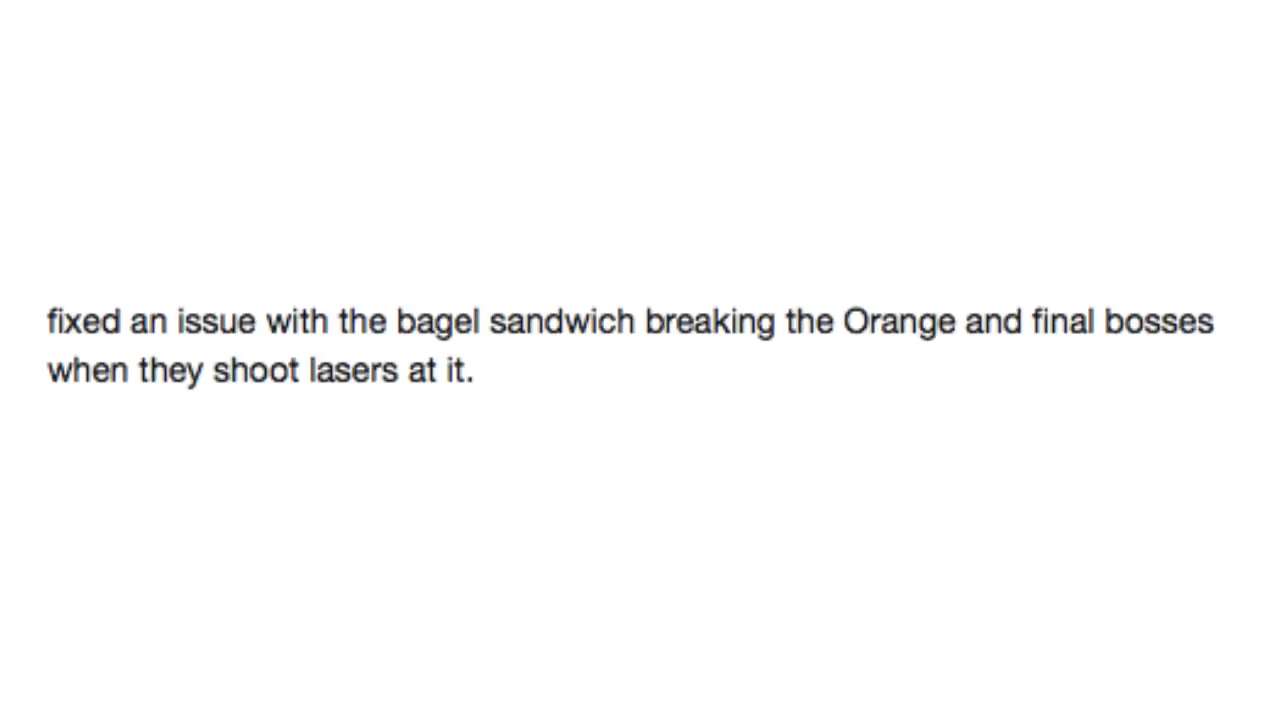 fixed an issue with the bagel sandwich breaking the Orange and final bosses
when they shoot lasers at it.